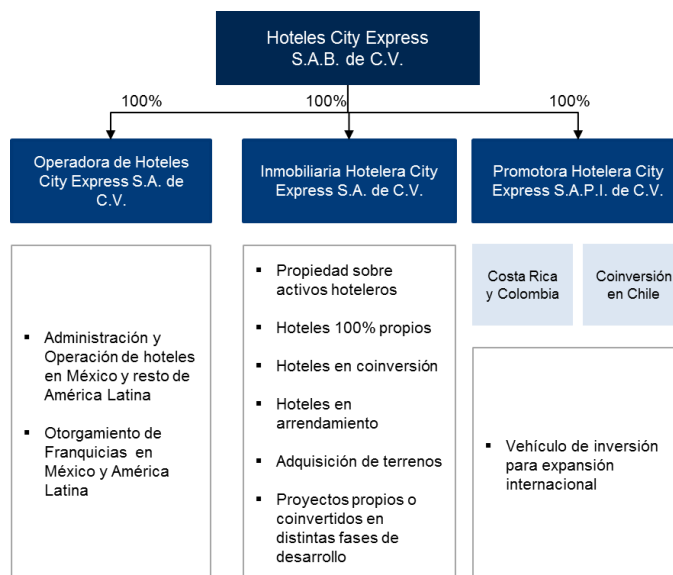 Hoteles City Express
S.A.B. de C.V.
100%
100%
100%
Operadora de Hoteles
City Express S.A. de
C.V.
Inmobiliaria Hotelera City
Express S.A. de C.V.
Promotora Hotelera City
Express S.A.P.I. de C.V.
▪ Administración y
Operación de hoteles
en México y resto de
América Latina
▪ Otorgamiento de
Franquicias en
México y América
Latina
▪ Propiedad sobre
activos hoteleros
▪ Hoteles 100% propios
▪ Hoteles en coinversión
▪ Hoteles en
arrendamiento
▪ Adquisición de terrenos
▪ Proyectos propios o
coinvertidos en
distintas fases de
desarrollo
Costa Rica
y Colombia
Coinversión
en Chile
▪ Vehículo de inversión
para expansión
internacional